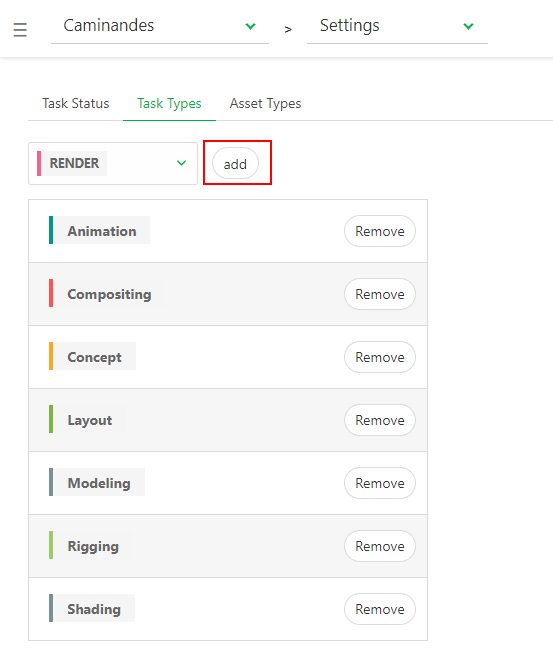 Caminandes > Settings
Task Status Task Types Asset Types
RENDER add
Animation Remove
Compositing Remove
Concept Remove
Layout Remove
Modeling Remove
Rigging Remove
Shading Remove